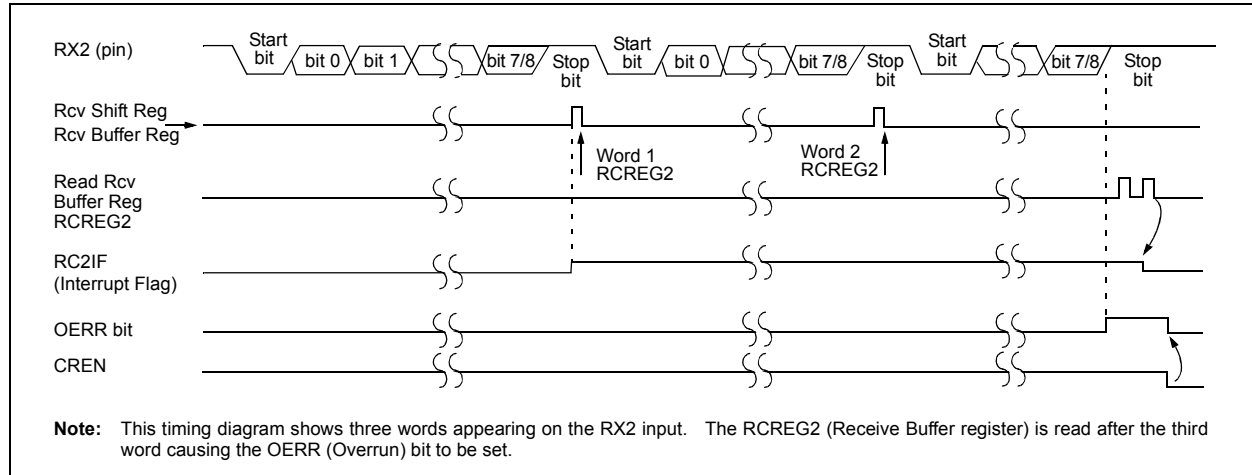 RX2 (pin)
Start bit
bit 0
bit 1
bit 7/8
Stop bit
Start bit
bit 0
bit 7/8
Stop bit
Start bit
bit 7/8
Stop bit
Rcv Shift Reg
Rcv Buffer Reg
Word 1
RCREG2
Word 2
RCREG2
Read Rcv
Buffer Reg
RCREG2
RC2IF
(Interrupt Flag)
OERR bit
CREN
Note: This timing diagram shows three words appearing on the RX2 input. The RCREG2 (Receive Buffer register) is read after the third
word causing the OERR (Overrun) bit to be set.